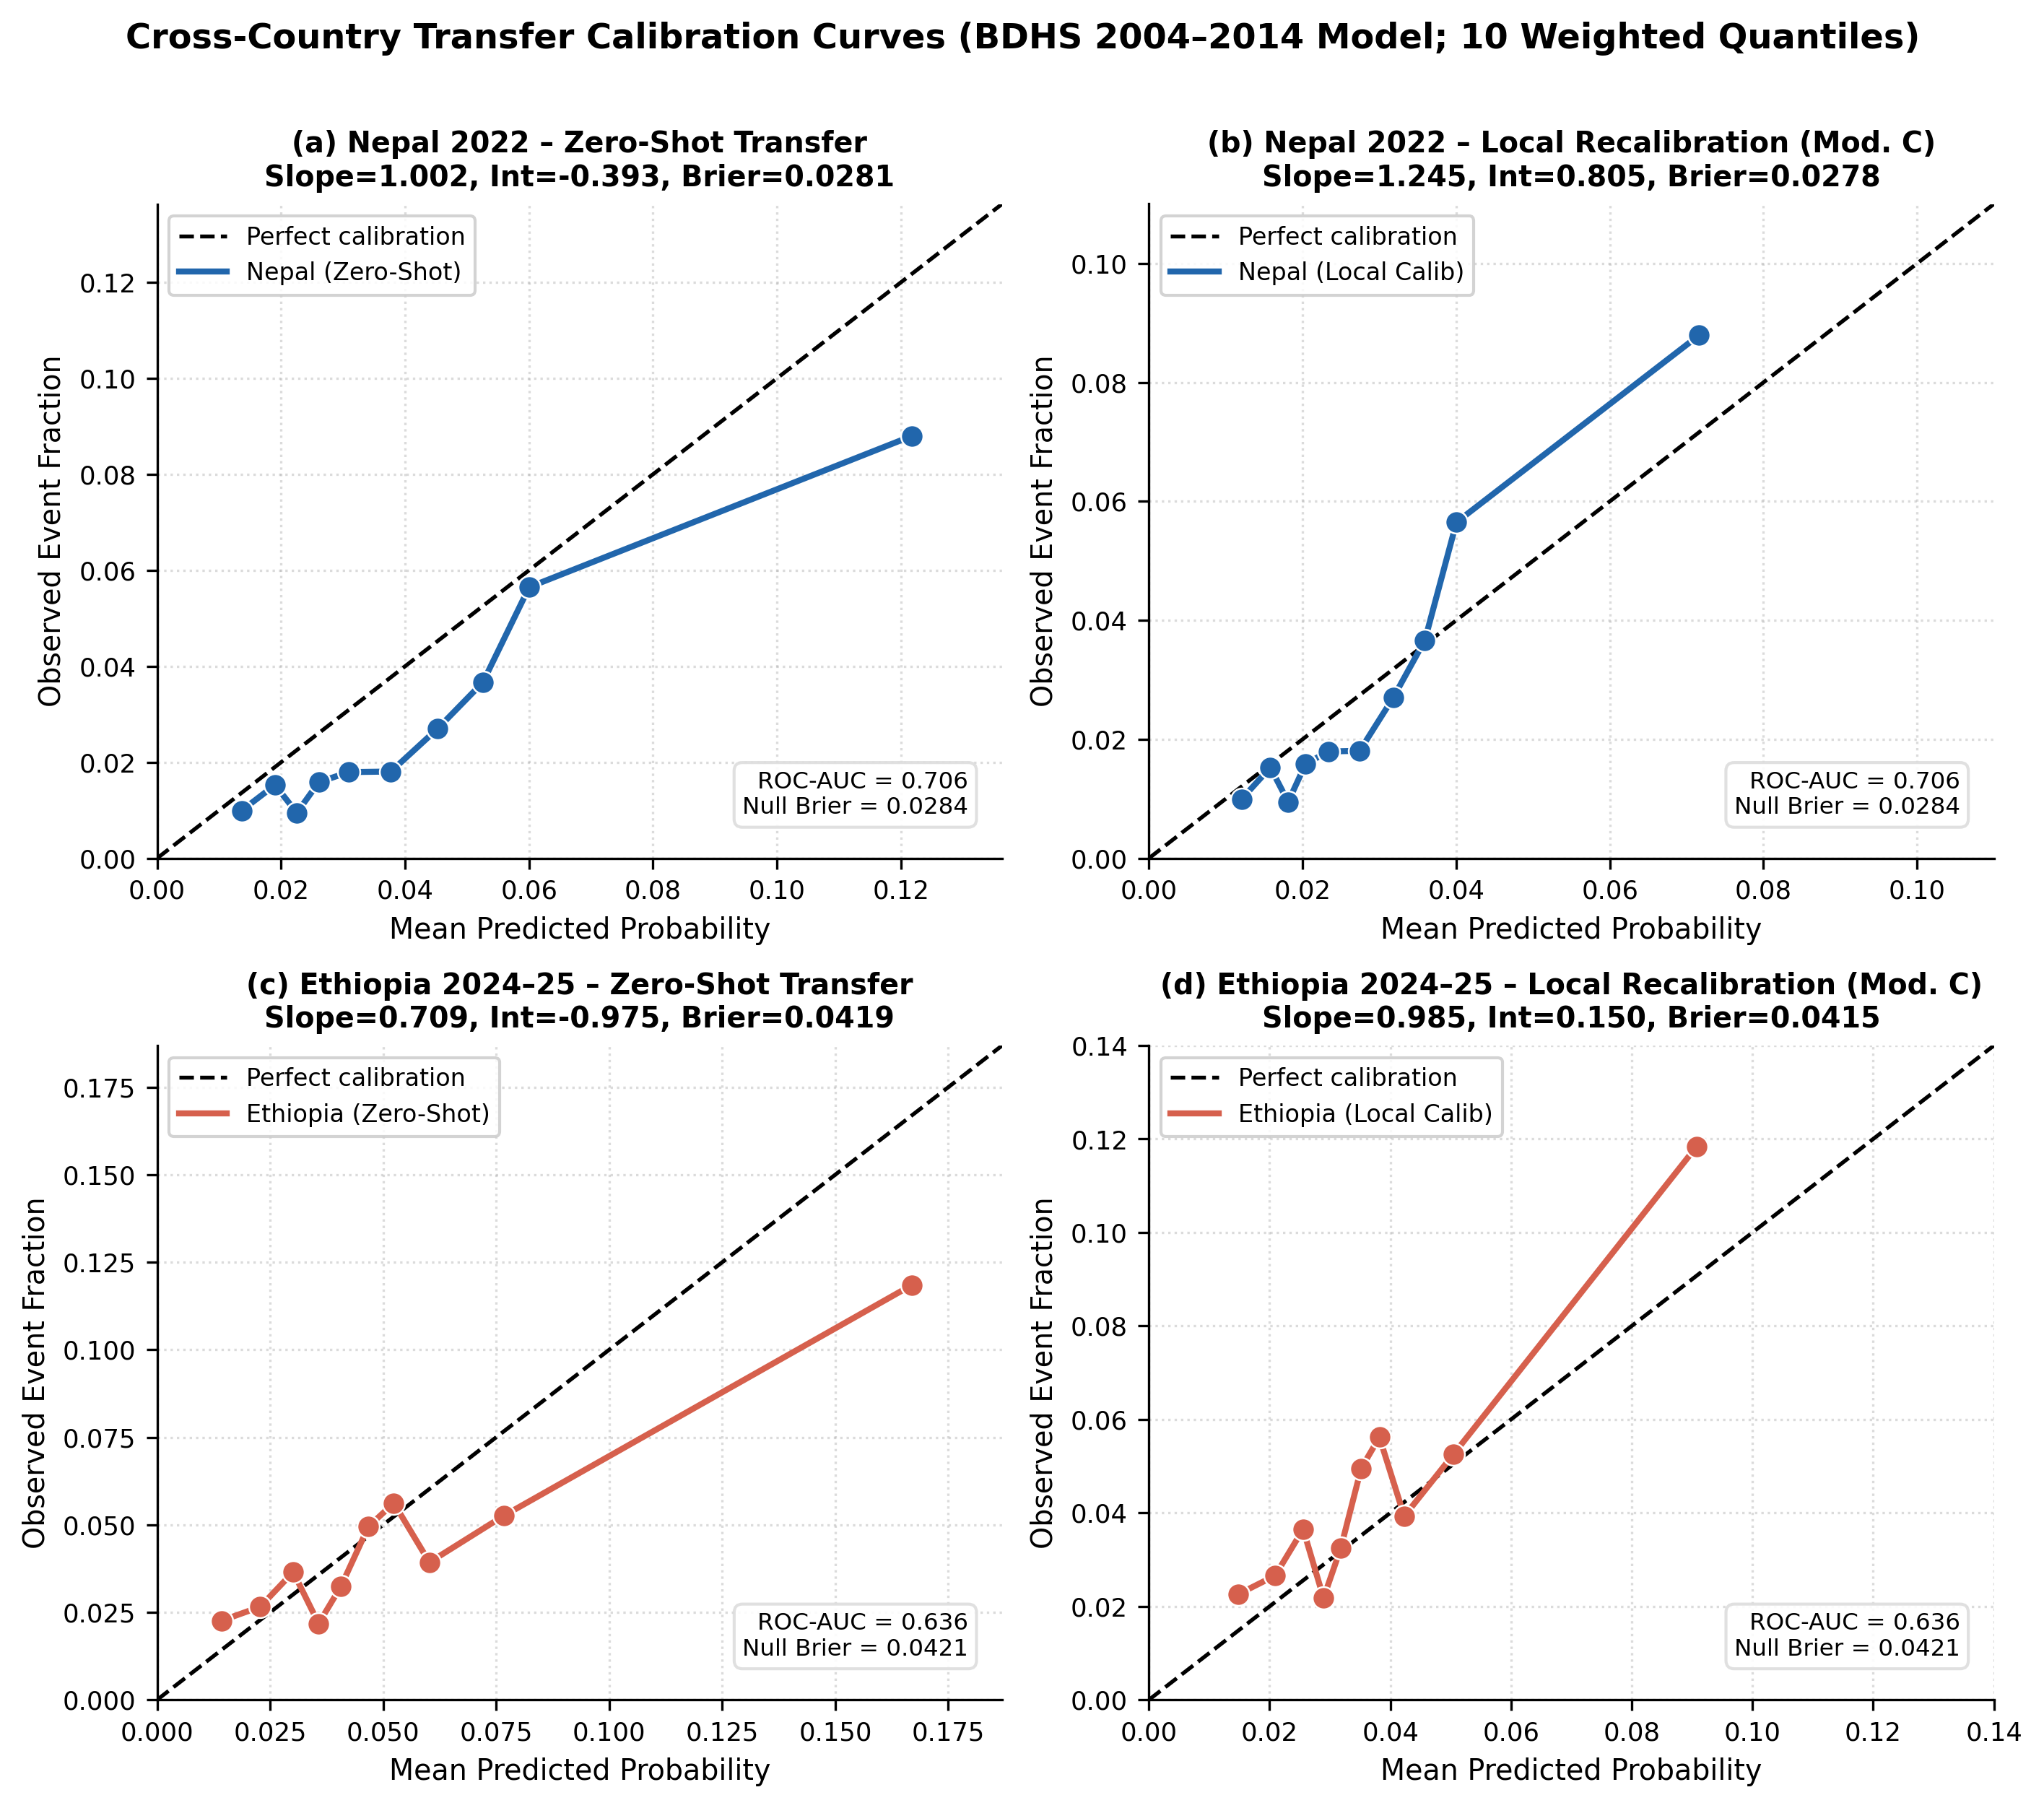 Cross-Country Transfer Calibration Curves (BDHS 2004–2014 Model; 10 Weighted Quantiles)
(a) Nepal 2022 – Zero-Shot Transfer
Slope=1.002, Int=-0.393, Brier=0.0281
Perfect calibration
Nepal (Zero-Shot)
Observed Event Fraction
0.12
0.10
0.08
0.06
0.04
0.02
0.00
ROC-AUC = 0.706
Null Brier = 0.0284
0.00 0.02 0.04 0.06 0.08 0.10 0.12
Mean Predicted Probability
(b) Nepal 2022 – Local Recalibration (Mod. C)
Slope=1.245, Int=0.805, Brier=0.0278
Perfect calibration
Nepal (Local Calib)
Observed Event Fraction
0.10
0.08
0.06
0.04
0.02
0.00
ROC-AUC = 0.706
Null Brier = 0.0284
0.00 0.02 0.04 0.06 0.08 0.10
Mean Predicted Probability
(c) Ethiopia 2024–25 – Zero-Shot Transfer
Slope=0.709, Int=-0.975, Brier=0.0419
Perfect calibration
Ethiopia (Zero-Shot)
Observed Event Fraction
0.175
0.150
0.125
0.100
0.075
0.050
0.025
0.000
ROC-AUC = 0.636
Null Brier = 0.0421
0.000 0.025 0.050 0.075 0.100 0.125 0.150 0.175
Mean Predicted Probability
(d) Ethiopia 2024–25 – Local Recalibration (Mod. C)
Slope=0.985, Int=0.150, Brier=0.0415
Perfect calibration
Ethiopia (Local Calib)
Observed Event Fraction
0.14
0.12
0.10
0.08
0.06
0.04
0.02
0.00
ROC-AUC = 0.636
Null Brier = 0.0421
0.00 0.02 0.04 0.06 0.08 0.10 0.12 0.14
Mean Predicted Probability